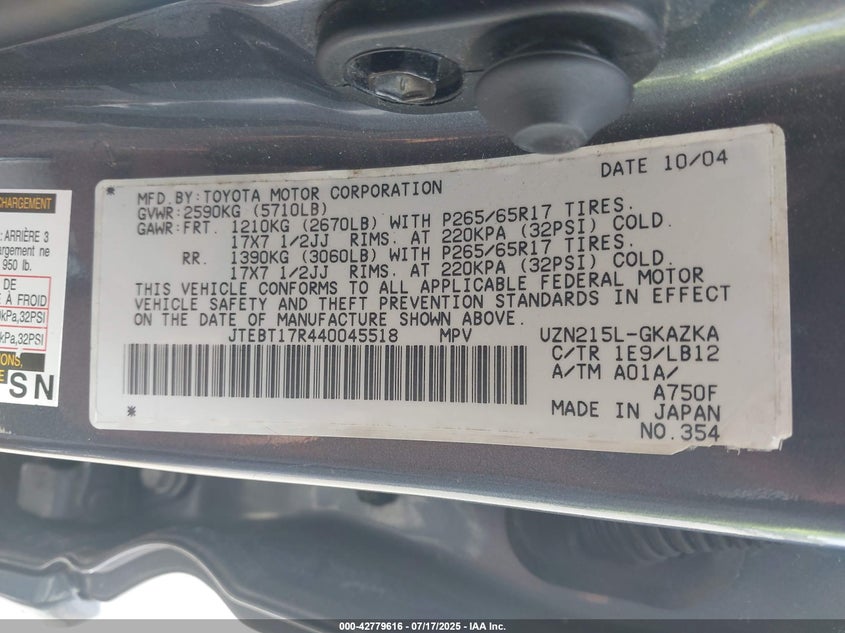 CHARGEMENT
: ARRIÈRE 3
argement ne
950 lb.
DE
E À FROID
kPa,32PSI
kPa,32PSI
SN
* MFD BY:TOYOTA MOTOR CORPORATION
DATE 10/04
GVWR:2590KG (5710LB)
GAWR:FRT. 1210KG (2670LB) WITH P265/65R17 TIRES.
17X7 1/2JJ RIMS. AT 220KPA (32PSI) COLD.
RR. 1390KG (3060LB) WITH P265/65R17 TIRES.
17X7 1/2JJ RIMS. AT 220KPA (32PSI) COLD.
THIS VEHICLE CONFORMS TO ALL APPLICABLE FEDERAL MOTOR
VEHICLE SAFETY AND THEFT PREVENTION STANDARDS IN EFFECT
ON THE DATE OF MANUFACTURE SHOWN ABOVE.
JTEBT17R440045518 MPV UZN215L-GKAZKA
C/TR 1E9/LB12
A/TM A01A/
A750F
* MADE IN JAPAN
NO.354
000-42779616 - 07/17/2025 - IAA Inc.